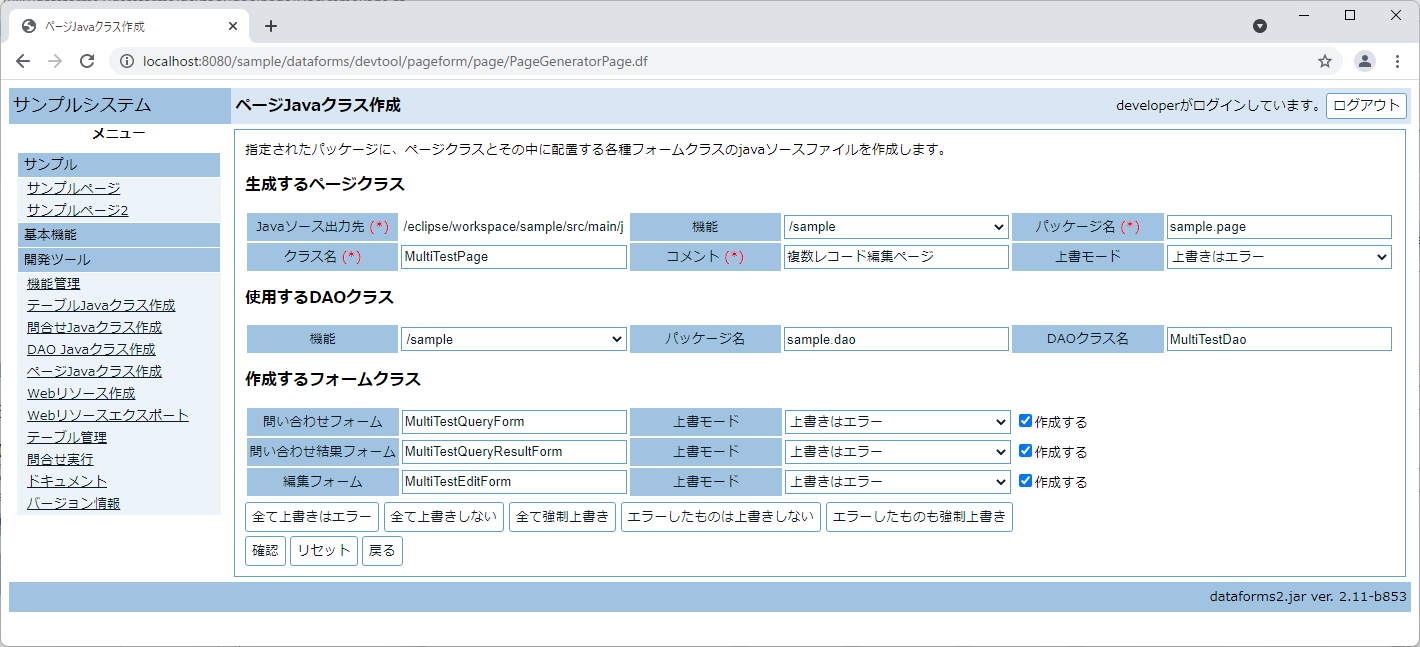 ページJavaクラス作成
localhost:8080/sample/dataforms/devtool/pageform/page/PageGeneratorPage.df
サンプルシステム
ページJavaクラス作成
developerがログインしています。 ログアウト
メニュー
サンプル
サンプルページ
サンプルページ2
基本機能
開発ツール
機能管理
テーブルJavaクラス作成
問合せJavaクラス作成
DAO Javaクラス作成
ページJavaクラス作成
Webリソース作成
Webリソースエクスポート
テーブル管理
問合せ実行
ドキュメント
バージョン情報
指定されたパッケージに、ページクラスとその中に配置する各種フォームクラスのjavaソースファイルを作成します。
生成するページクラス
Javaソース出力先 (*) /eclipse/workspace/sample/src/main/j 機能 /sample パッケージ名 (*) sample.page
クラス名 (*) MultiTestPage コメント (*) 複数レコード編集ページ 上書モード 上書きはエラー
使用するDAOクラス
機能 /sample パッケージ名 sample.dao DAOクラス名 MultiTestDao
作成するフォームクラス
問い合わせフォーム MultiTestQueryForm 上書モード 上書きはエラー 作成する
問い合わせ結果フォーム MultiTestQueryResultForm 上書モード 上書きはエラー 作成する
編集フォーム MultiTestEditForm 上書モード 上書きはエラー 作成する
全て上書きはエラー 全て上書きしない 全て強制上書き エラーしたものは上書きしない エラーしたものも強制上書き
確認 リセット 戻る
dataforms2.jar ver. 2.11-b853